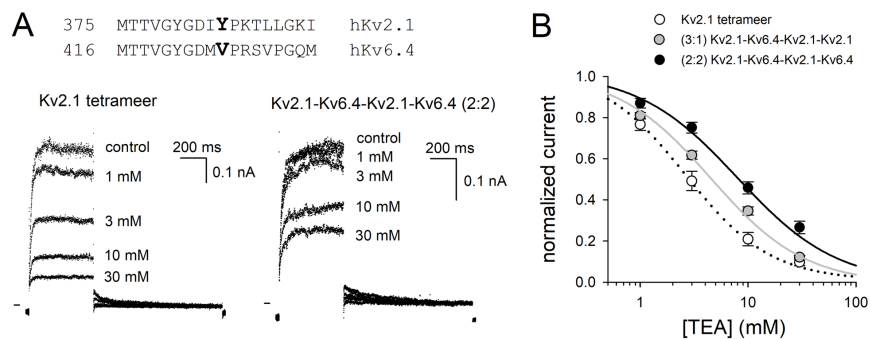 A
375 MTTVGYGDIYPKTLLGKI hKv2.1
416 MTTVGYGDMVPRSVPGQM hKv6.4
Kv2.1 tetrameer
control
1 mM
3 mM
10 mM
30 mM
200 ms
0.1 nA
Kv2.1-Kv6.4-Kv2.1-Kv6.4 (2:2)
control
1 mM
3 mM
10 mM
30 mM
200 ms
0.1 nA
B
Kv2.1 tetrameer
(3:1) Kv2.1-Kv6.4-Kv2.1-Kv2.1
(2:2) Kv2.1-Kv6.4-Kv2.1-Kv6.4
normalized current
1.0
0.8
0.6
0.4
0.2
0.0
1
10
100
[TEA] (mM)